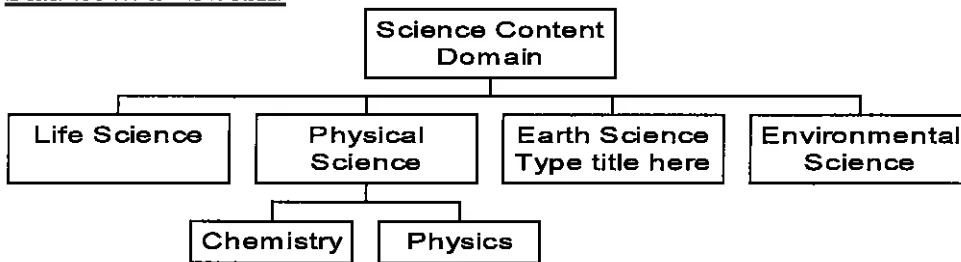 Science Content
Domain
Life Science
Physical
Science
Earth Science
Type title here
Environmental
Science
Chemistry
Physics